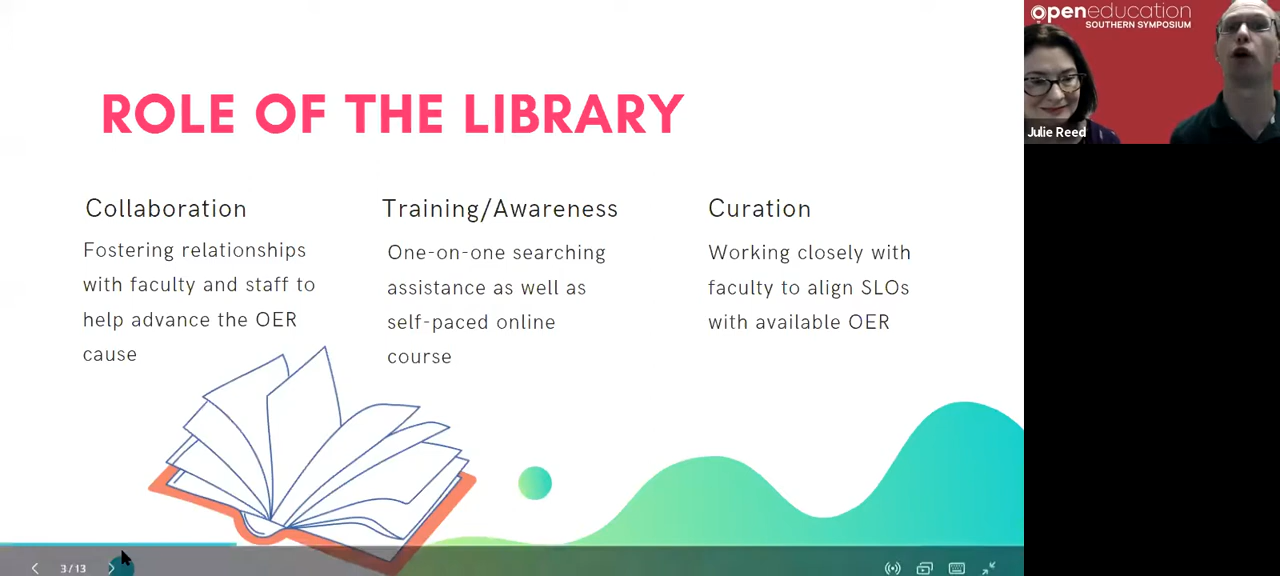 ROLE OF THE LIBRARY
Collaboration
Fostering relationships
with faculty and staff to
help advance the OER
cause
Training/Awareness
One-on-one searching
assistance as well as
self-paced online
course
Curation
Working closely with
faculty to align SLOs
with available OER
3/13
openeducation
SOUTHERN SYMPOSIUM
Julie Reed